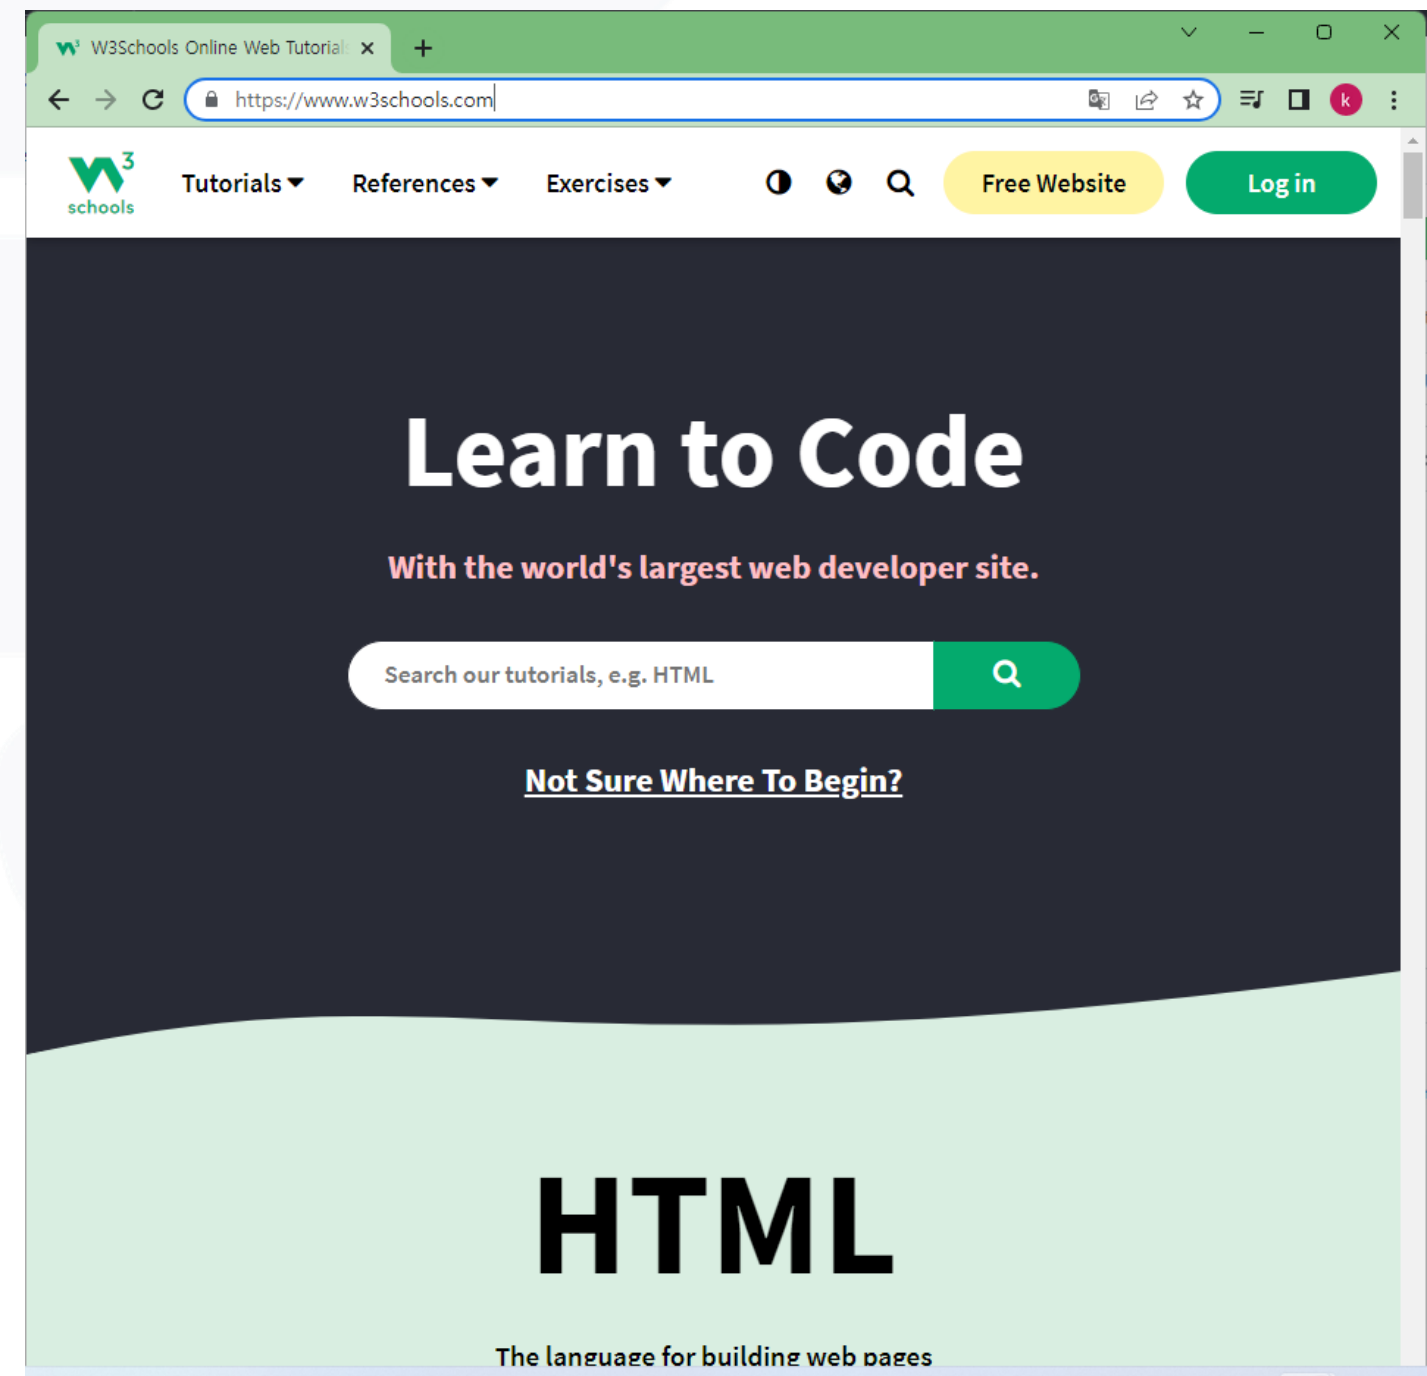 W3Schools Online Web Tutorials
https://www.w3schools.com
k
3
schools
Tutorials
References
Exercises
Free Website
Log in
Learn to Code
With the world's largest web developer site.
Search our tutorials, e.g. HTML
Not Sure Where To Begin?
HTML
The language for building web pages